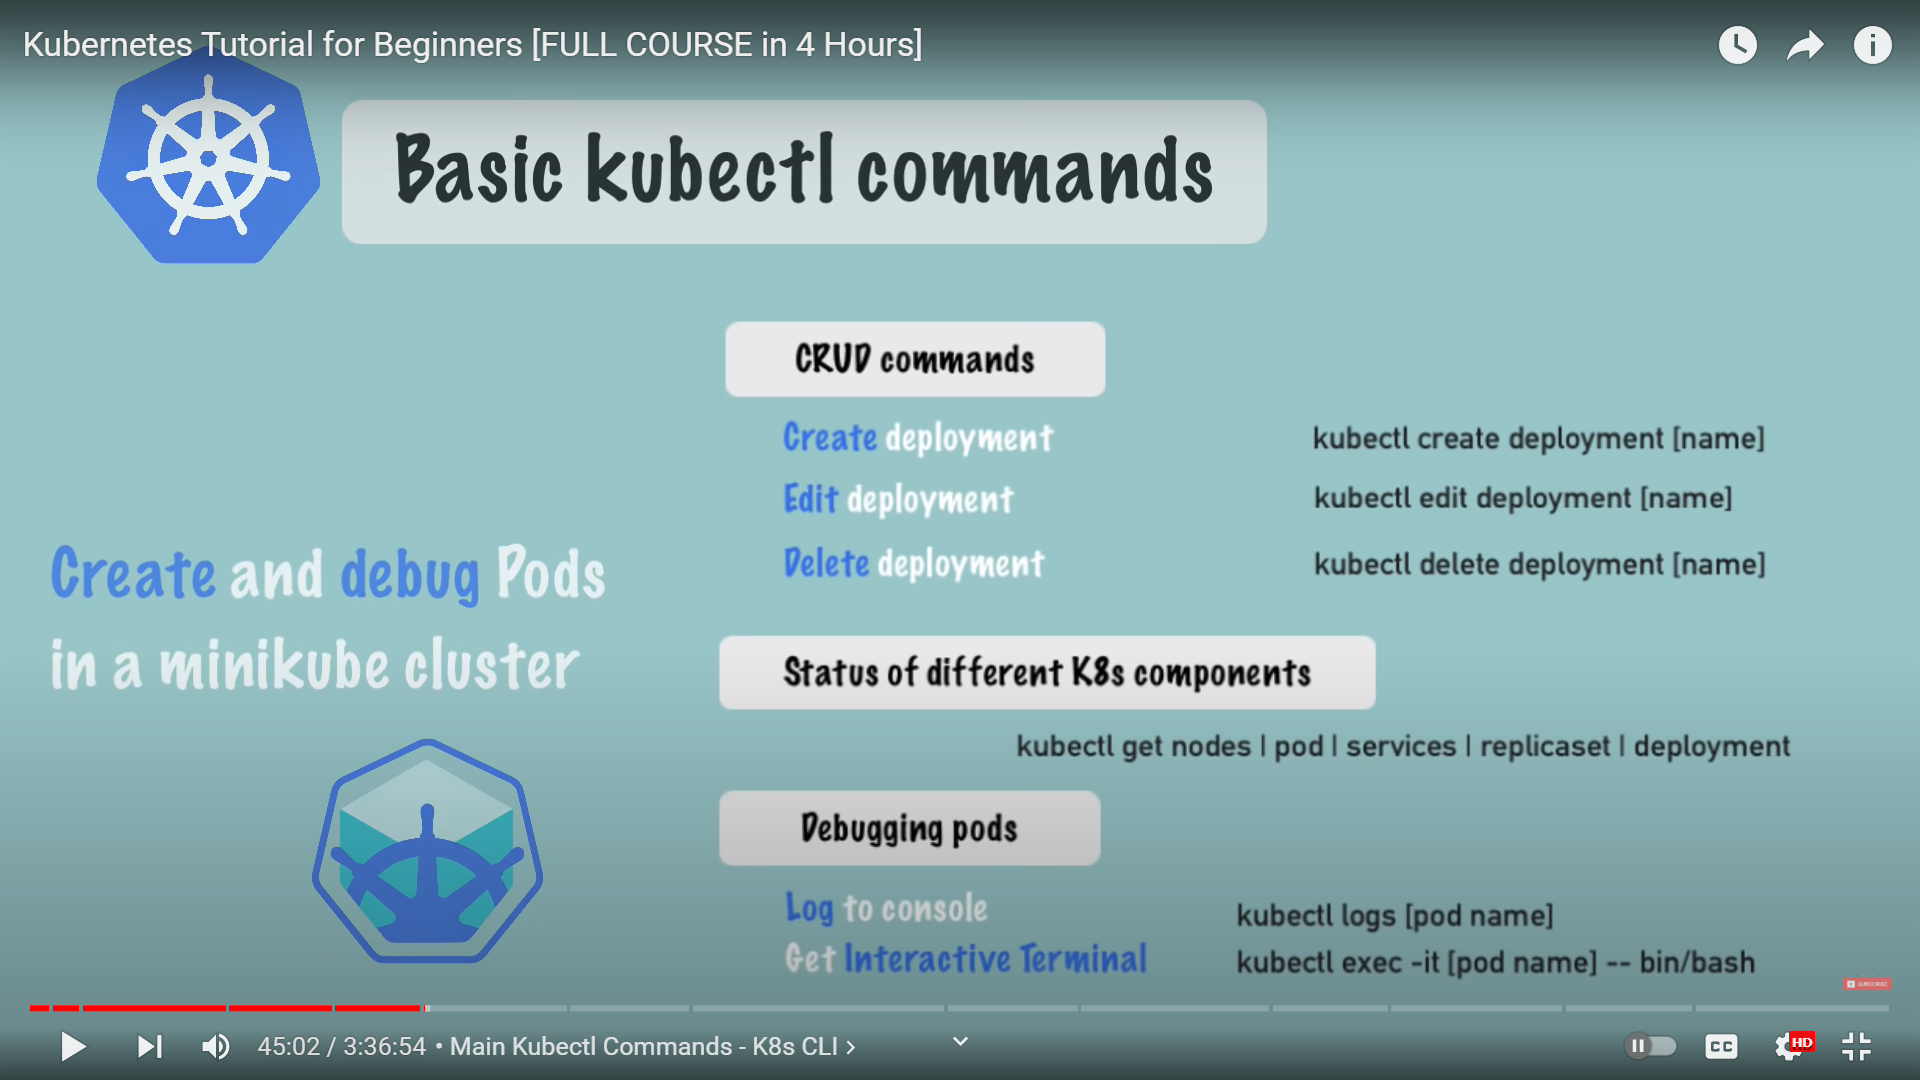 Kubernetes Tutorial for Beginners [FULL COURSE in 4 Hours]
Basic kubectl commands
CRUD commands
Create deployment kubectl create deployment [name]
Edit deployment kubectl edit deployment [name]
Delete deployment kubectl delete deployment [name]
Create and debug Pods
in a minikube cluster
Status of different K8s components
kubectl get nodes | pod | services | replicaset | deployment
Debugging pods
Log to console kubectl logs [pod name]
Get Interactive Terminal kubectl exec -it [pod name] -- bin/bash
SUBSCRIBE
45:02 / 3:36:54 • Main Kubectl Commands - K8s CLI
CC
HD